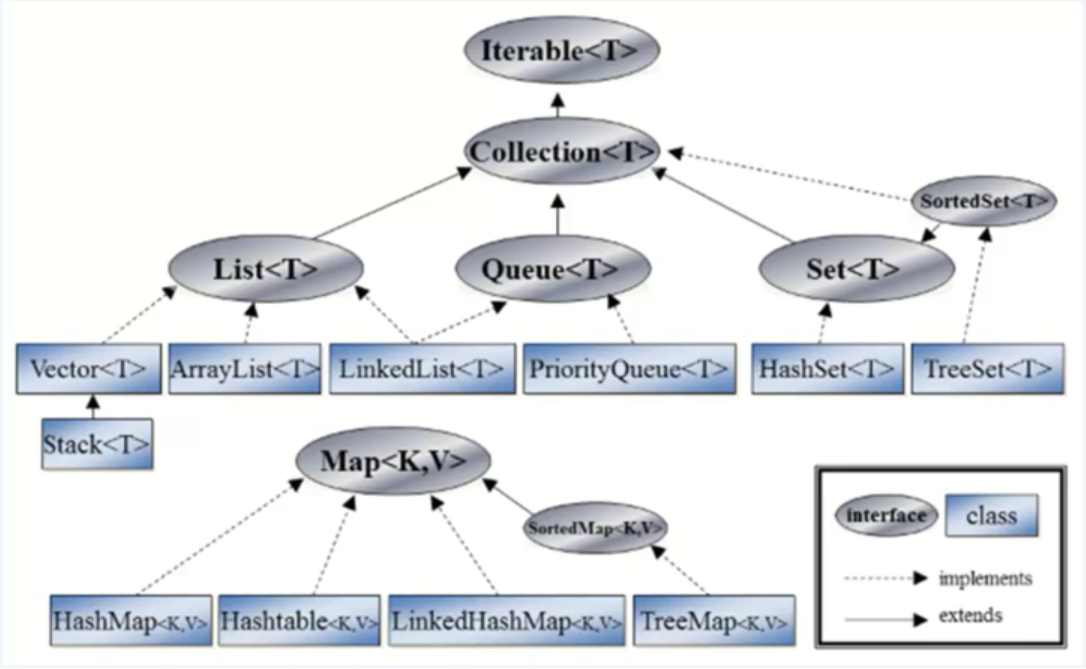 Iterable<T>
Collection<T>
SortedSet<T>
List<T>
Queue<T>
Set<T>
Vector<T>
ArrayList<T>
LinkedList<T>
PriorityQueue<T>
HashSet<T>
TreeSet<T>
Stack<T>
Map<K,V>
SortedMap<K,V>
interface
class
implements
extends
HashMap<K,V>
Hashtable<K,V>
LinkedHashMap<K,V>
TreeMap<K,V>